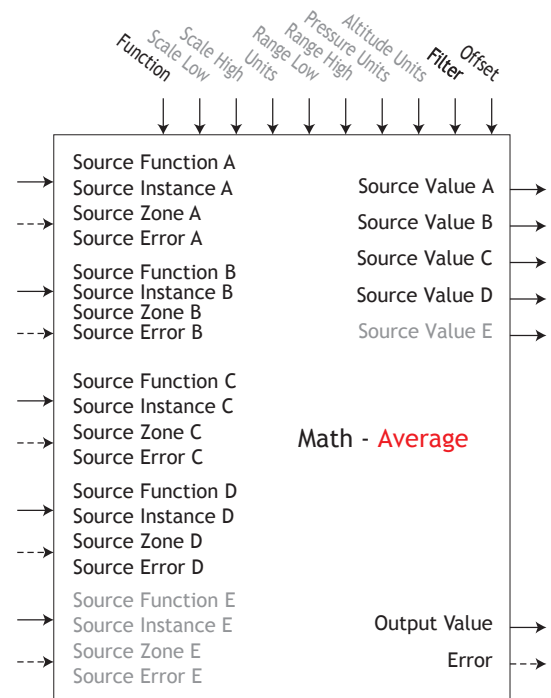 Function
Scale Low
Scale High
Units
Range Low
Range High
Pressure Units
Altitude Units
Filter
Offset
Source Function A
Source Instance A
Source Zone A
Source Error A
Source Function B
Source Instance B
Source Zone B
Source Error B
Source Function C
Source Instance C
Source Zone C
Source Error C
Source Function D
Source Instance D
Source Zone D
Source Error D
Source Function E
Source Instance E
Source Zone E
Source Error E
Source Value A
Source Value B
Source Value C
Source Value D
Source Value E
Math - Average
Output Value
Error